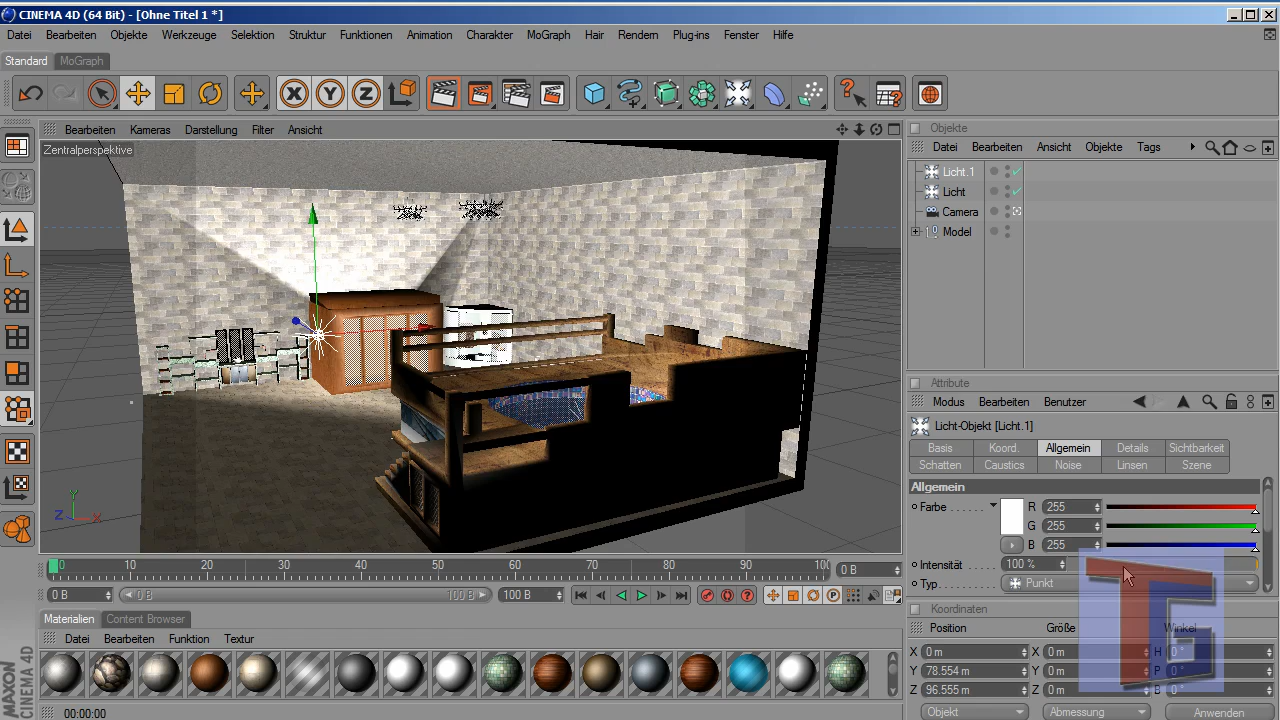 CINEMA 4D (64 Bit) - [Ohne Titel 1 *]
Datei Bearbeiten Objekte Werkzeuge Selektion Struktur Funktionen Animation Charakter MoGraph Hair Rendern Plug-ins Fenster Hilfe
Standard MoGraph
X Y Z
Bearbeiten Kameras Darstellung Filter Ansicht
Zentralperspektive
Y
Z X
Objekte
Datei Bearbeiten Ansicht Objekte Tags
Licht.1
Licht
Camera
Model
Attribute
Modus Bearbeiten Benutzer
Licht-Objekt [Licht.1]
Basis Koord. Allgemein Details Sichtbarkeit
Schatten Caustics Noise Linsen Szene
Allgemein
Farbe . . . . . . R 255
G 255
B 255
Intensität . . . . 100 %
Typ . . . . . . . . Punkt
0 10 20 30 40 50 60 70 80 90 100 0 B
0 B 0 B 100 B 100 B
Materialien Content Browser
Datei Bearbeiten Funktion Textur
Koordinaten
Position Größe Winkel
X 0 m X 0 m H 0 °
Y 78.554 m Y 0 m P 0 °
Z 96.555 m Z 0 m B 0 °
Objekt Abmessung Anwenden
MAXON
CINEMA 4D
00:00:00
TG